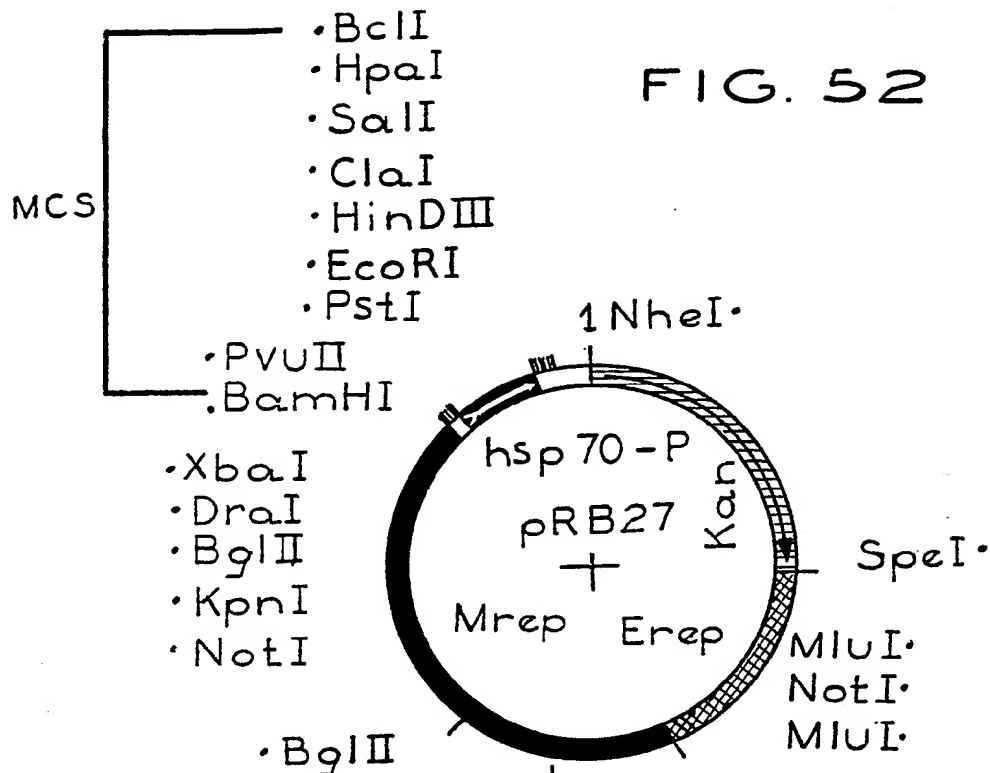 FIG. 52
MCS
·BclI
·HpaI
·SalI
·ClaI
·HinDIII
·EcoRI
·PstI
·PvuII
.BamHI
·XbaI
·DraI
·BglII
·KpnI
·NotI
·BglII
1 NheI·
SpeI·
MluI·
NotI·
MluI·
hsp70-P
pRB27
Kan
Mrep
Erep